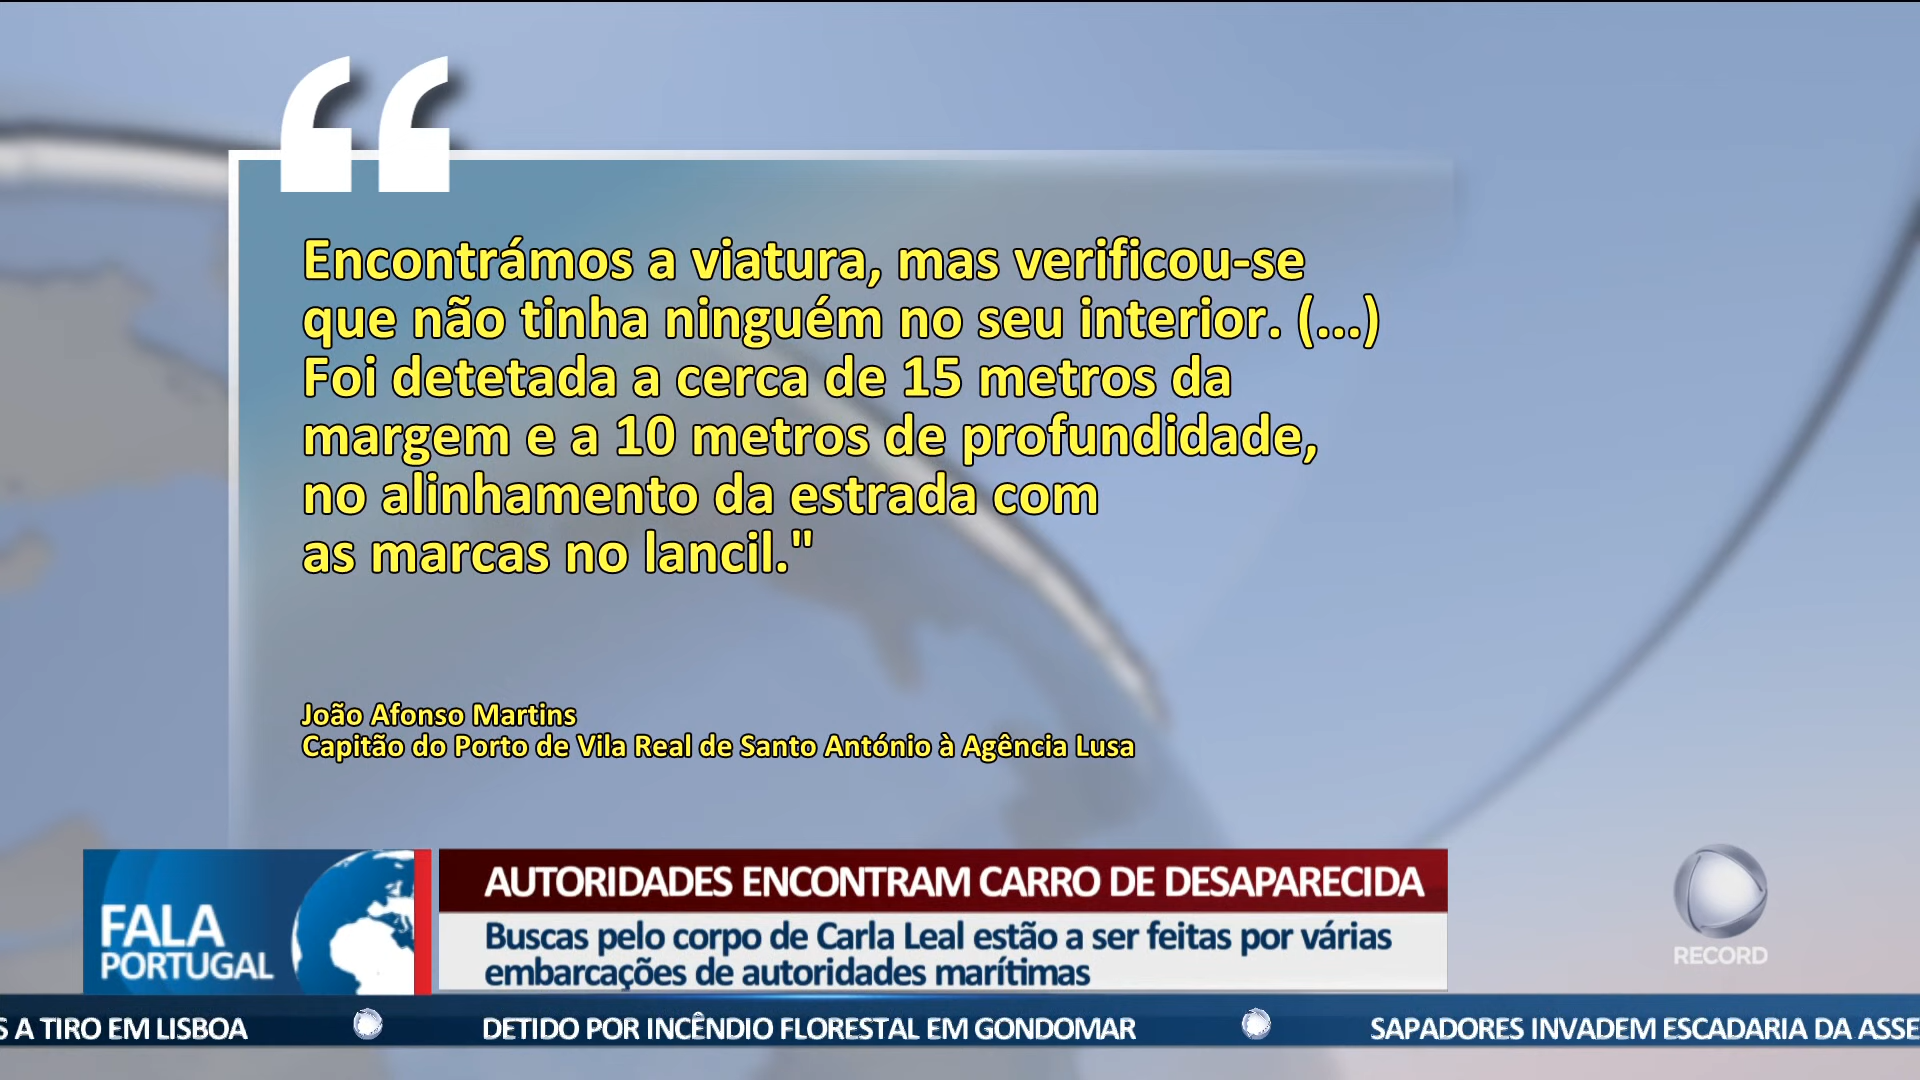 “
Encontrámos a viatura, mas verificou-se
que não tinha ninguém no seu interior. (...)
Foi detetada a cerca de 15 metros da
margem e a 10 metros de profundidade,
no alinhamento da estrada com
as marcas no lancil."
João Afonso Martins
Capitão do Porto de Vila Real de Santo António à Agência Lusa
FALA
PORTUGAL
AUTORIDADES ENCONTRAM CARRO DE DESAPARECIDA
Buscas pelo corpo de Carla Leal estão a ser feitas por várias
embarcações de autoridades marítimas
RECORD
S A TIRO EM LISBOA DETIDO POR INCÊNDIO FLORESTAL EM GONDOMAR SAPADORES INVADEM ESCADARIA DA ASSE